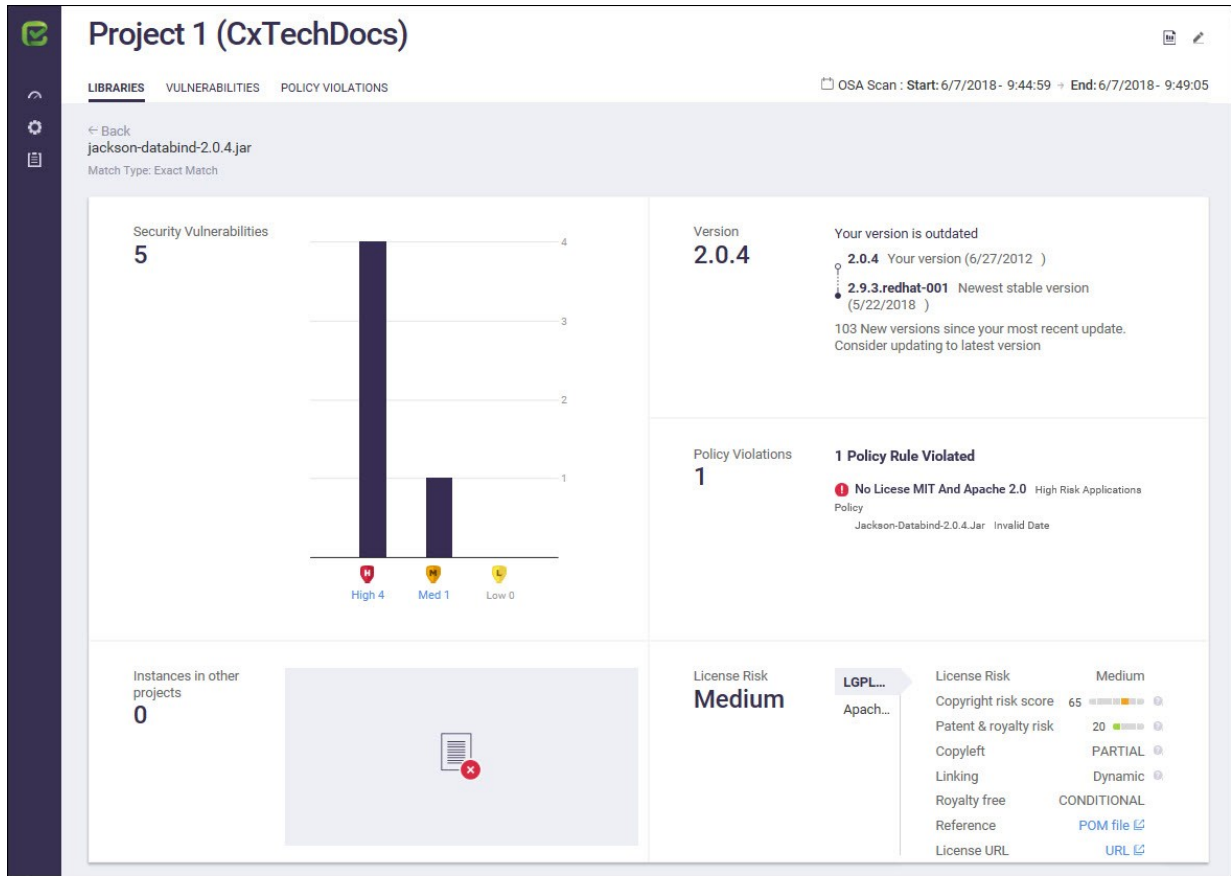 Project 1 (CxTechDocs)
LIBRARIES VULNERABILITIES POLICY VIOLATIONS
OSA Scan : Start: 6/7/2018 - 9:44:59 → End: 6/7/2018 - 9:49:05
← Back
jackson-databind-2.0.4.jar
Match Type: Exact Match
Security Vulnerabilities
5
4
3
2
1
H
M
L
High 4
Med 1
Low 0
Version
2.0.4
Your version is outdated
2.0.4 Your version (6/27/2012 )
2.9.3.redhat-001 Newest stable version
(5/22/2018 )
103 New versions since your most recent update.
Consider updating to latest version
Policy Violations
1
1 Policy Rule Violated
No Licese MIT And Apache 2.0 High Risk Applications
Policy
Jackson-Databind-2.0.4.Jar Invalid Date
Instances in other
projects
0
License Risk
Medium
LGPL...
Apach...
License Risk Medium
Copyright risk score 65
Patent & royalty risk 20
Copyleft PARTIAL
Linking Dynamic
Royalty free CONDITIONAL
Reference POM file
License URL URL